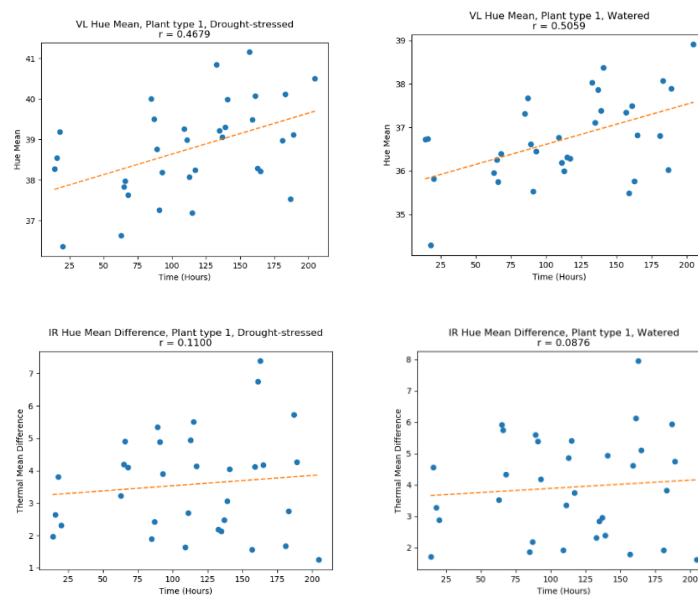 VL Hue Mean, Plant type 1, Drought-stressed
r = 0.4679
Hue Mean
41
40
39
38
37
25 50 75 100 125 150 175 200
Time (Hours)
VL Hue Mean, Plant type 1, Watered
r = 0.5059
Hue Mean
39
38
37
36
35
25 50 75 100 125 150 175 200
Time (Hours)
IR Hue Mean Difference, Plant type 1, Drought-stressed
r = 0.1100
Thermal Mean Difference
7
6
5
4
3
2
1
25 50 75 100 125 150 175 200
Time (Hours)
IR Hue Mean Difference, Plant type 1, Watered
r = 0.0876
Thermal Mean Difference
8
7
6
5
4
3
2
25 50 75 100 125 150 175 200
Time (Hours)